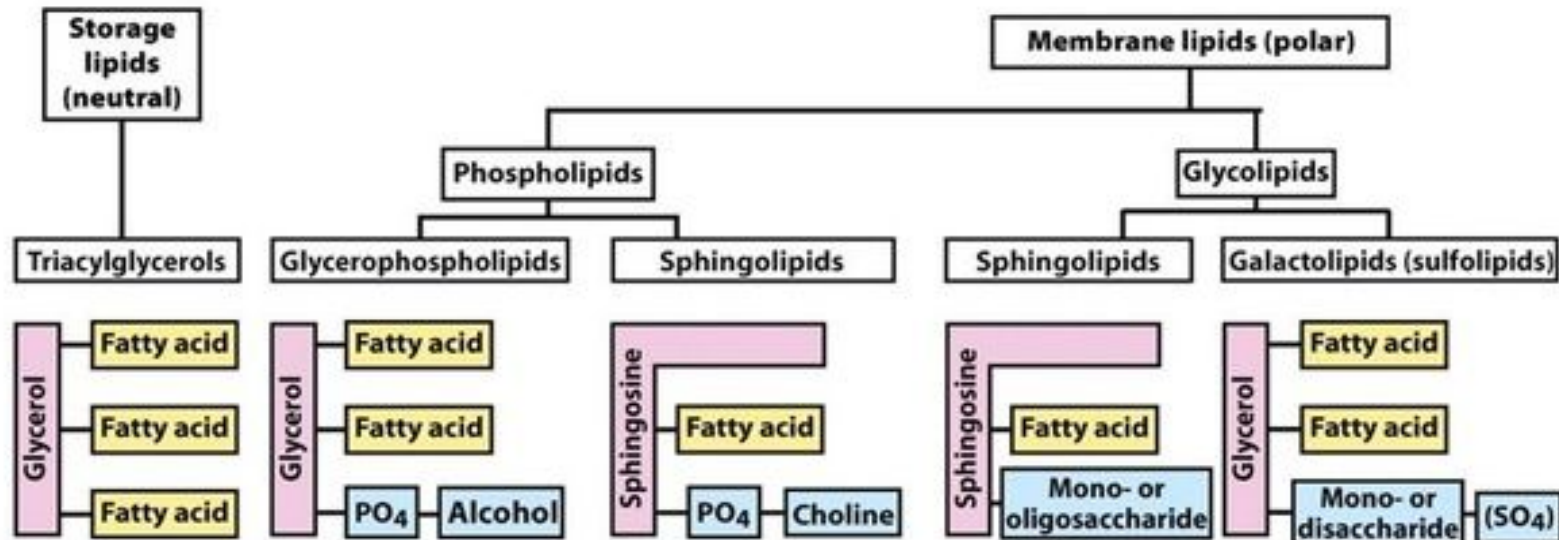 Storage
lipids
(neutral)
Membrane lipids (polar)
Phospholipids
Glycolipids
Triacylglycerols
Glycerophospholipids
Sphingolipids
Sphingolipids
Galactolipids (sulfolipids)
Glycerol
Fatty acid
Fatty acid
Fatty acid
Glycerol
Fatty acid
Fatty acid
PO4
Alcohol
Sphingosine
Fatty acid
PO4
Choline
Sphingosine
Fatty acid
Mono- or
oligosaccharide
Glycerol
Fatty acid
Fatty acid
Mono- or
disaccharide
(SO4)